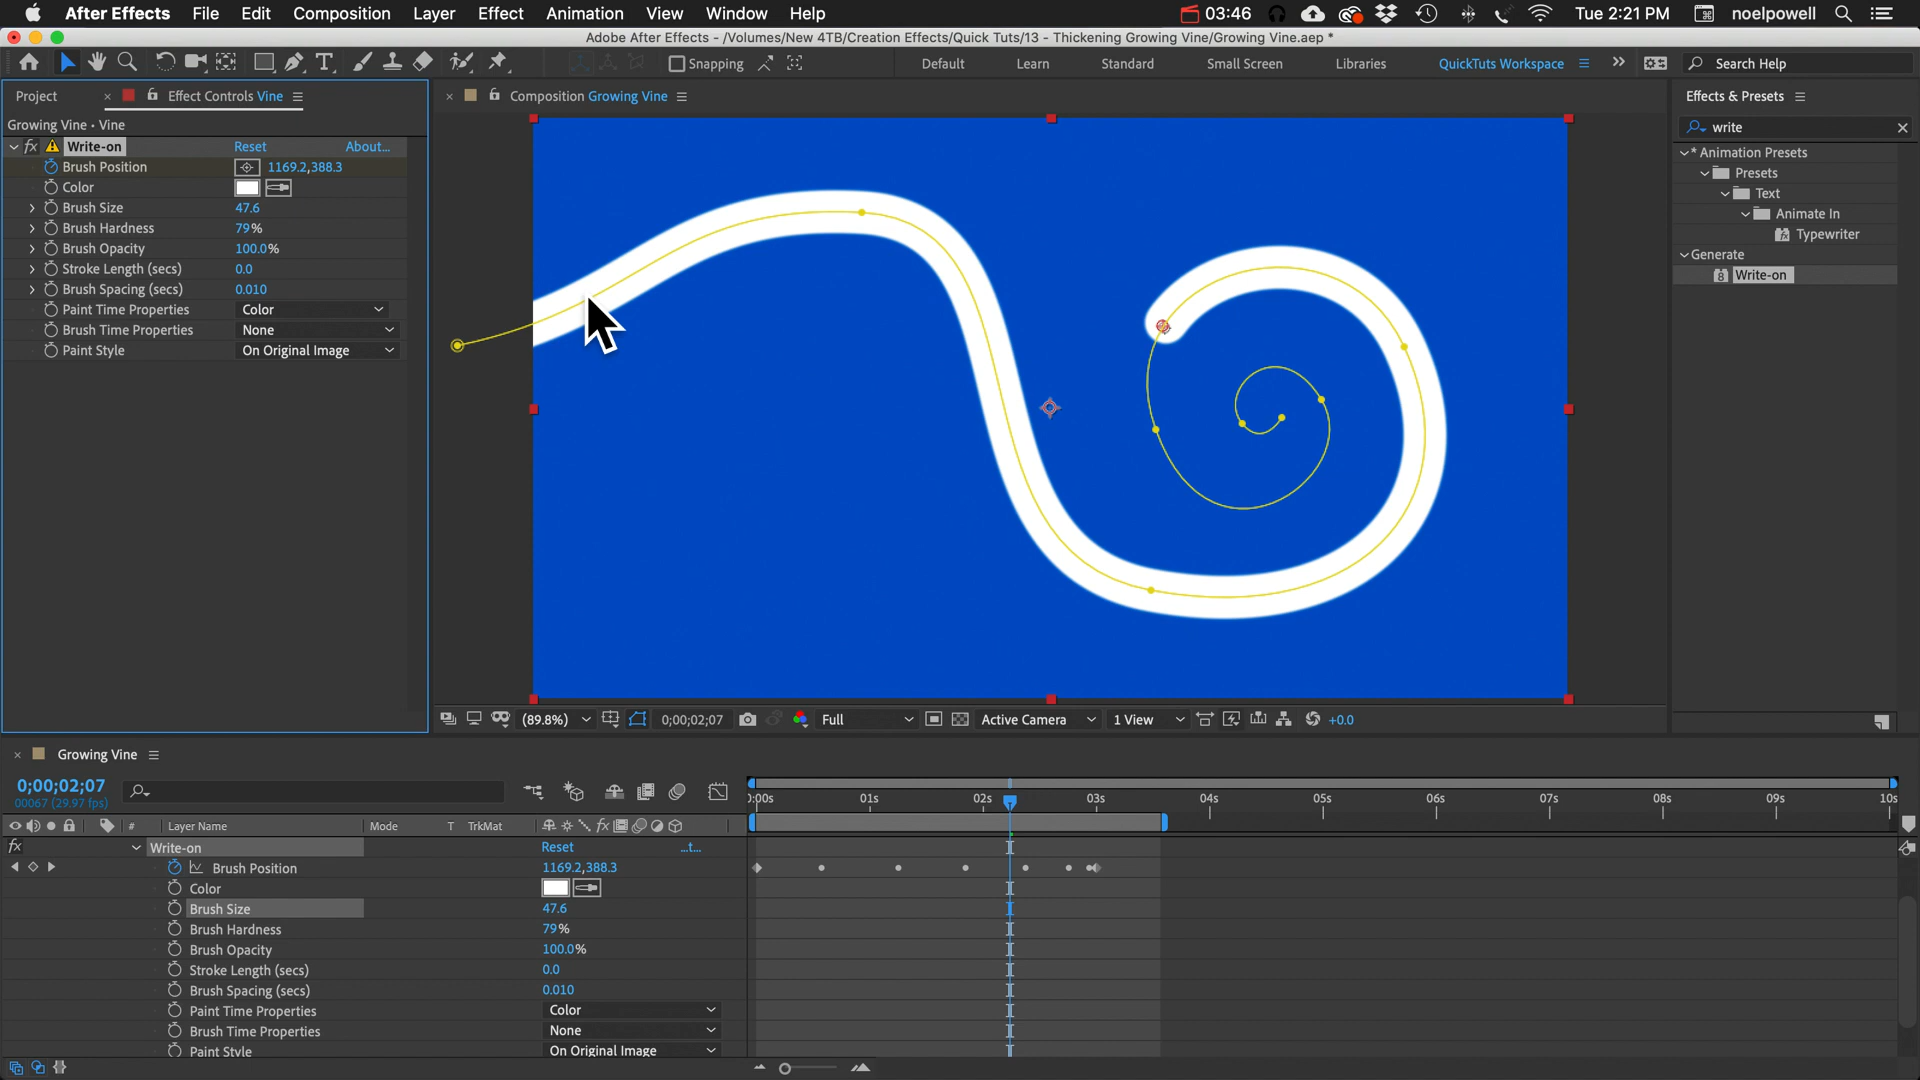 After Effects File Edit Composition Layer Effect Animation View Window Help 03:46 Tue 2:21 PM noelpowell
Adobe After Effects - /Volumes/New 4TB/Creation Effects/Quick Tuts/13 - Thickening Growing Vine/Growing Vine.aep *
Snapping Default Learn Standard Small Screen Libraries QuickTuts Workspace Search Help
Project Effect Controls Vine Composition Growing Vine Effects & Presets
Growing Vine • Vine
write
fx Write-on Reset About...
Brush Position 1169.2,388.3
Color
Brush Size 47.6
Brush Hardness 79%
Brush Opacity 100.0%
Stroke Length (secs) 0.0
Brush Spacing (secs) 0.010
Paint Time Properties Color
Brush Time Properties None
Paint Style On Original Image
* Animation Presets
Presets
Text
Animate In
Typewriter
Generate
Write-on
(89.8%) 0;00;02;07 Full Active Camera 1 View +0.0
Growing Vine
0;00;02;07
00067 (29.97 fps)
):00s 01s 02s 03s 04s 05s 06s 07s 08s 09s 10s
# Layer Name Mode T TrkMat
fx Write-on Reset ...t...
Brush Position 1169.2,388.3
Color
Brush Size 47.6
Brush Hardness 79%
Brush Opacity 100.0%
Stroke Length (secs) 0.0
Brush Spacing (secs) 0.010
Paint Time Properties Color
Brush Time Properties None
Paint Style On Original Image